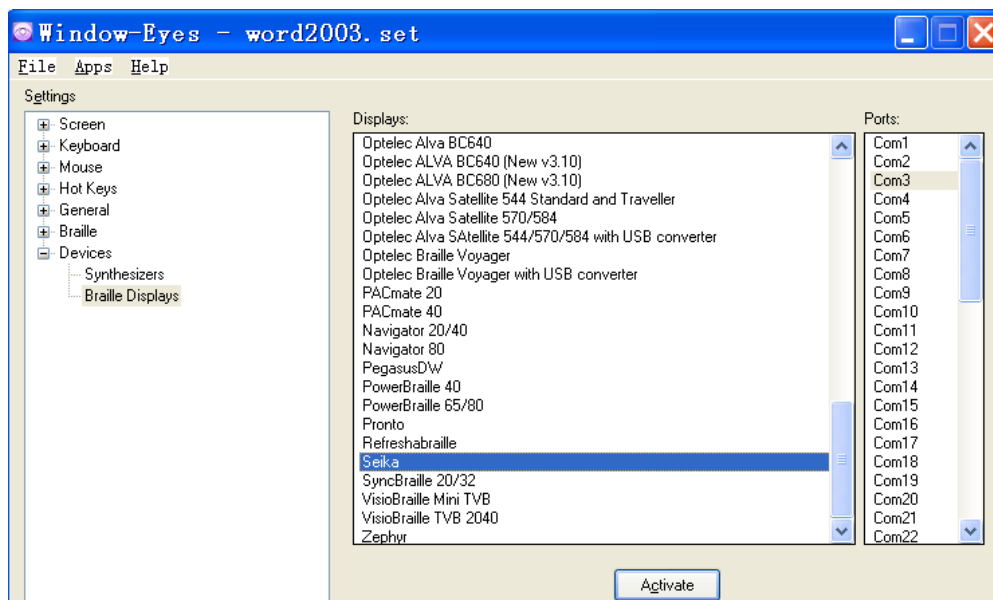 Window-Eyes - word2003.set
File Apps Help
Settings
Screen
Keyboard
Mouse
Hot Keys
General
Braille
Devices
Synthesizers
Braille Displays
Displays:
Optelec Alva BC640
Optelec ALVA BC640 (New v3.10)
Optelec ALVA BC680 (New v3.10)
Optelec Alva Satellite 544 Standard and Traveller
Optelec Alva Satellite 570/584
Optelec Alva SAtellite 544/570/584 with USB converter
Optelec Braille Voyager
Optelec Braille Voyager with USB converter
PACmate 20
PACmate 40
Navigator 20/40
Navigator 80
PegasusDW
PowerBraille 40
PowerBraille 65/80
Pronto
Refreshabraille
Seika
SyncBraille 20/32
VisioBraille Mini TVB
VisioBraille TVB 2040
Zephyr
Ports:
Com1
Com2
Com3
Com4
Com5
Com6
Com7
Com8
Com9
Com10
Com11
Com12
Com13
Com14
Com15
Com16
Com17
Com18
Com19
Com20
Com21
Com22
Activate